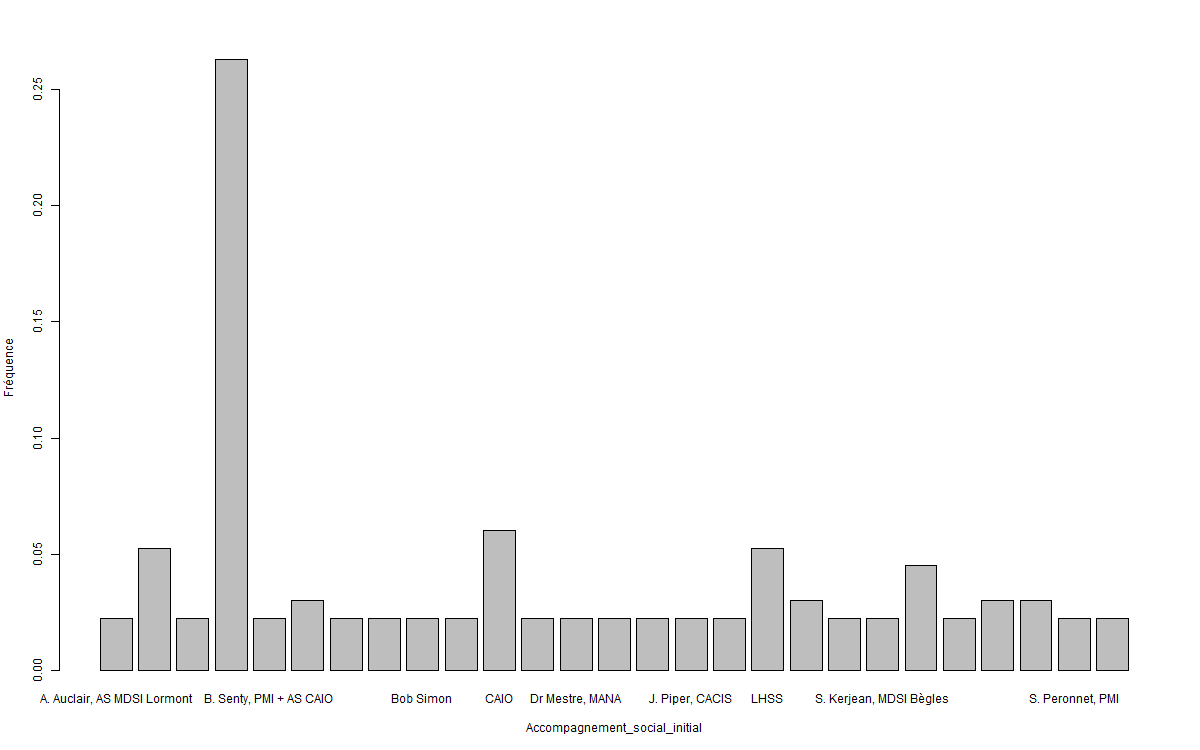 0.25
0.20
0.15
0.10
0.05
0.00
Fréquence
A. Auclair, AS MDSI Lormont B. Senty, PMI + AS CAIO Bob Simon CAIO Dr Mestre, MANA J. Piper, CACIS LHSS S. Kerjean, MDSI Bègles S. Peronnet, PMI
Accompagnement_social_initial